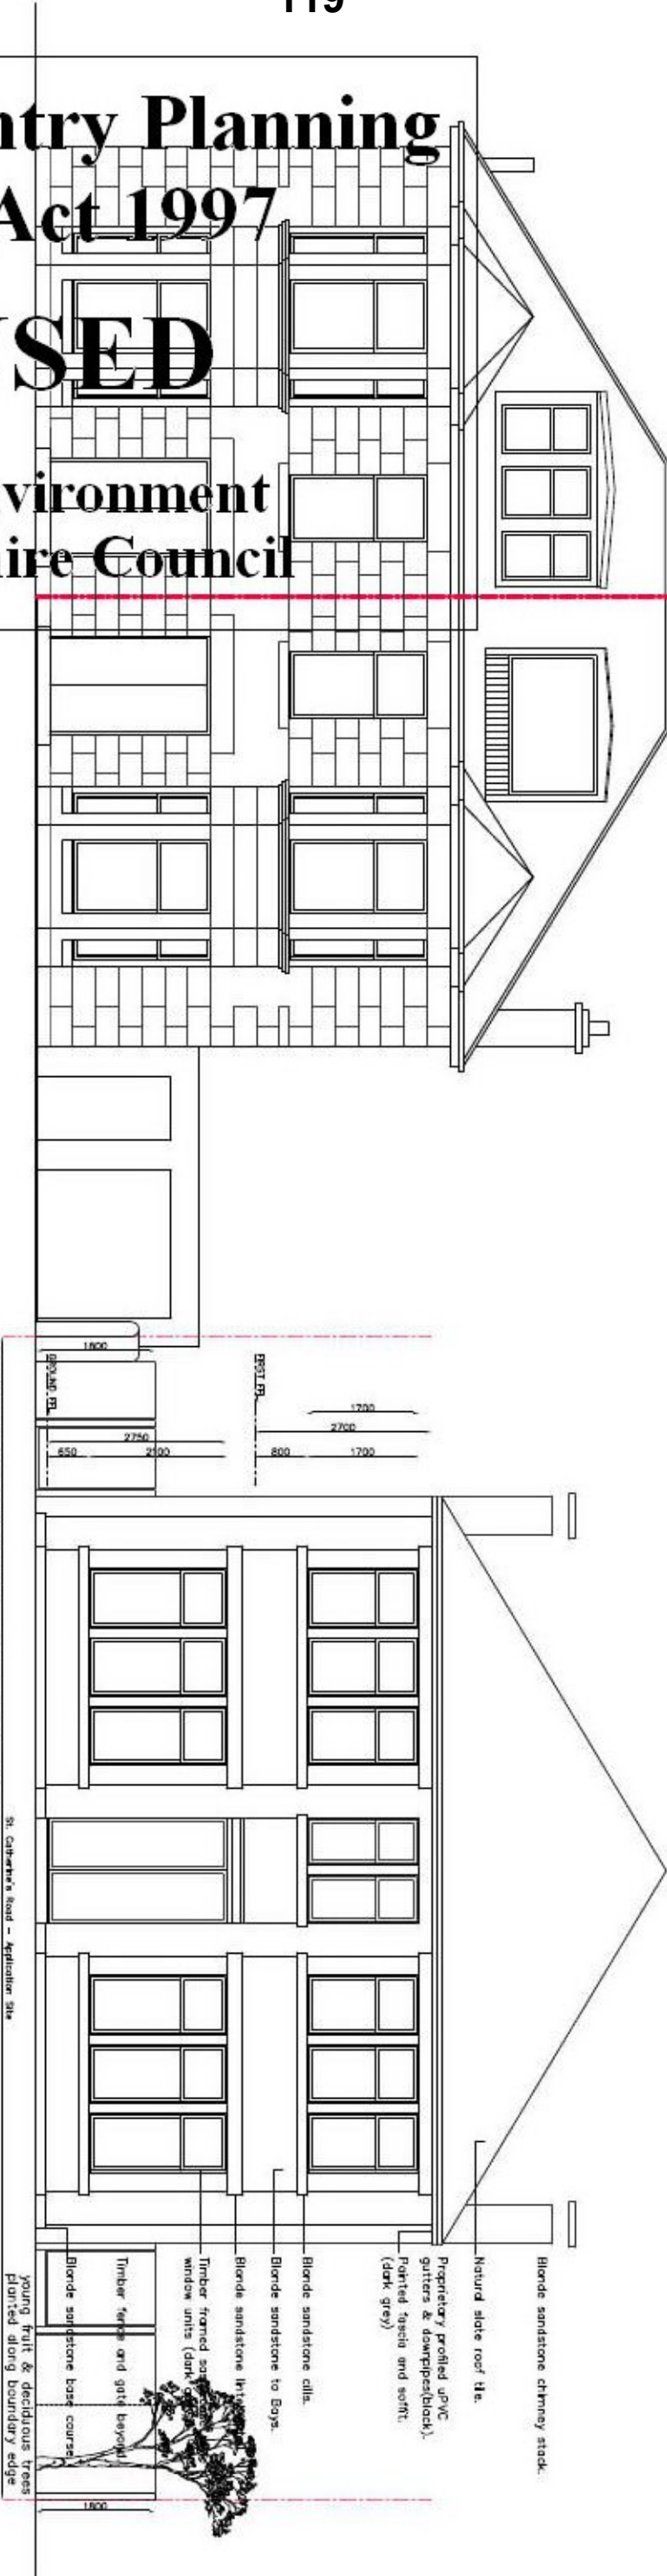 119
ntry Planning
Act 1997
SED
vironment
ire Council
1800
GROUND FFL
FIRST FFL
1700
2700
2750
650
2100
800
1700
Blonde sandstone chimney stack.
Natural slate roof tile.
Proprietary profiled uPVC
gutters & downpipes(black).
Painted fascia and soffit.
(dark grey)
Blonde sandstone cills.
Blonde sandstone to Bays.
Blonde sandstone
Timber framed
window units (dark
Timber fence and gate beyond
Blonde sandstone base course
young fruit & deciduous trees
planted along boundary edge
1800
St. Catherine's Road - Application Site